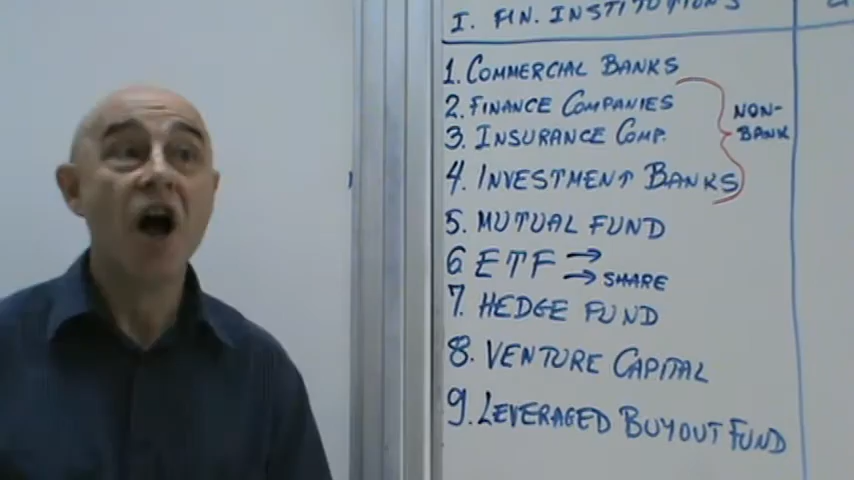 I. FIN. INSTITUTIONS
1. COMMERCIAL BANKS
2. FINANCE COMPANIES
3. INSURANCE COMP.
NON-
BANK
4. INVESTMENT BANKS
5. MUTUAL FUND
6 ETF →
→ SHARE
7. HEDGE FUND
8. VENTURE CAPITAL
9. LEVERAGED BUYOUT FUND